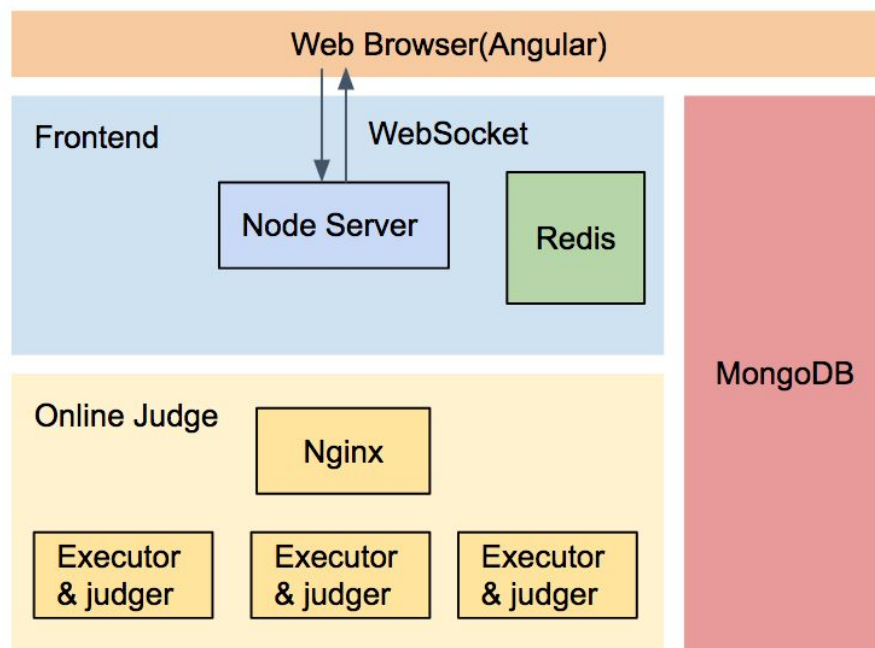 Web Browser(Angular)
Frontend
WebSocket
Node Server
Redis
MongoDB
Online Judge
Nginx
Executor
& judger
Executor
& judger
Executor
& judger